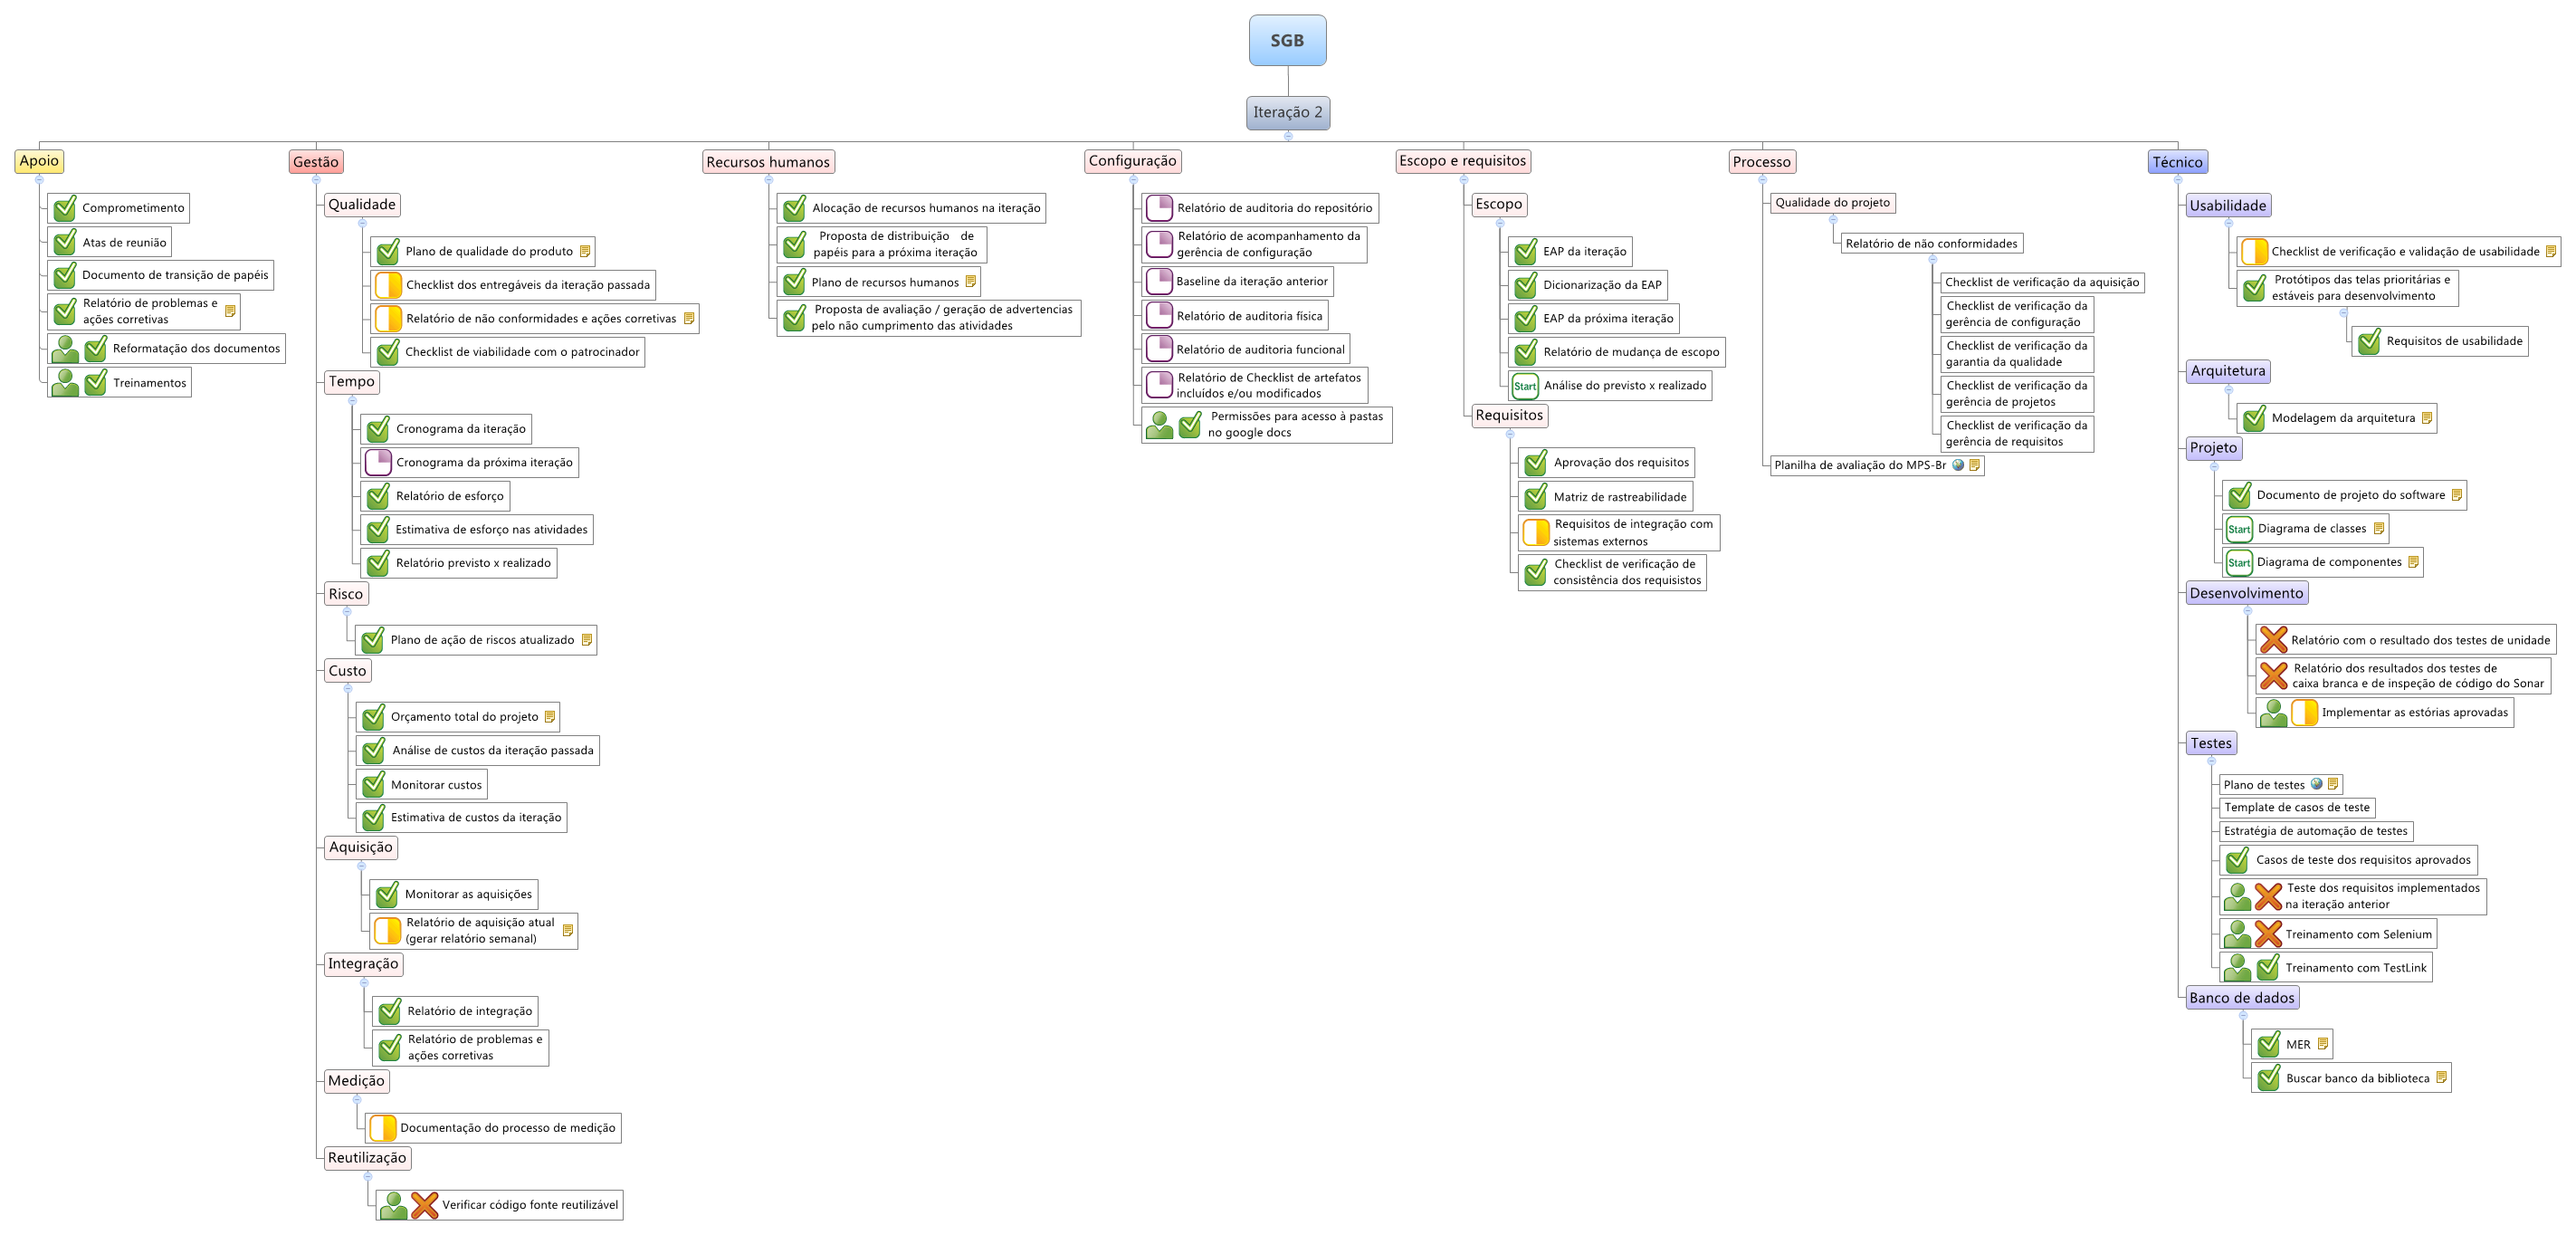 SGB
Iteração 2
Apoio
Comprometimento
Atas de reunião
Documento de transição de papéis
Relatório de problemas e
ações corretivas
Reformatação dos documentos
Treinamentos
Gestão
Qualidade
Plano de qualidade do produto
Checklist dos entregáveis da iteração passada
Relatório de não conformidades e ações corretivas
Checklist de viabilidade com o patrocinador
Tempo
Cronograma da iteração
Cronograma da próxima iteração
Relatório de esforço
Estimativa de esforço nas atividades
Relatório previsto x realizado
Risco
Plano de ação de riscos atualizado
Custo
Orçamento total do projeto
Análise de custos da iteração passada
Monitorar custos
Estimativa de custos da iteração
Aquisição
Monitorar as aquisições
Relatório de aquisição atual
(gerar relatório semanal)
Integração
Relatório de integração
Relatório de problemas e
ações corretivas
Medição
Documentação do processo de medição
Reutilização
Verificar código fonte reutilizável
Recursos humanos
Alocação de recursos humanos na iteração
Proposta de distribuição de
papéis para a próxima iteração
Plano de recursos humanos
Proposta de avaliação / geração de advertencias
pelo não cumprimento das atividades
Configuração
Relatório de auditoria do repositório
Relatório de acompanhamento da
gerência de configuração
Baseline da iteração anterior
Relatório de auditoria física
Relatório de auditoria funcional
Relatório de Checklist de artefatos
incluídos e/ou modificados
Permissões para acesso à pastas
no google docs
Escopo e requisitos
Escopo
EAP da iteração
Dicionarização da EAP
EAP da próxima iteração
Relatório de mudança de escopo
Start Análise do previsto x realizado
Requisitos
Aprovação dos requisitos
Matriz de rastreabilidade
Requisitos de integração com
sistemas externos
Checklist de verificação de
consistência dos requisistos
Processo
Qualidade do projeto
Relatório de não conformidades
Checklist de verificação da aquisição
Checklist de verificação da
gerência de configuração
Checklist de verificação da
garantia da qualidade
Checklist de verificação da
gerência de projetos
Checklist de verificação da
gerência de requisitos
Planilha de avaliação do MPS-Br
Técnico
Usabilidade
Checklist de verificação e validação de usabilidade
Protótipos das telas prioritárias e
estáveis para desenvolvimento
Requisitos de usabilidade
Arquitetura
Modelagem da arquitetura
Projeto
Documento de projeto do software
Start Diagrama de classes
Start Diagrama de componentes
Desenvolvimento
Relatório com o resultado dos testes de unidade
Relatório dos resultados dos testes de
caixa branca e de inspeção de código do Sonar
Implementar as estórias aprovadas
Testes
Plano de testes
Template de casos de teste
Estratégia de automação de testes
Casos de teste dos requisitos aprovados
Teste dos requisitos implementados
na iteração anterior
Treinamento com Selenium
Treinamento com TestLink
Banco de dados
MER
Buscar banco da biblioteca